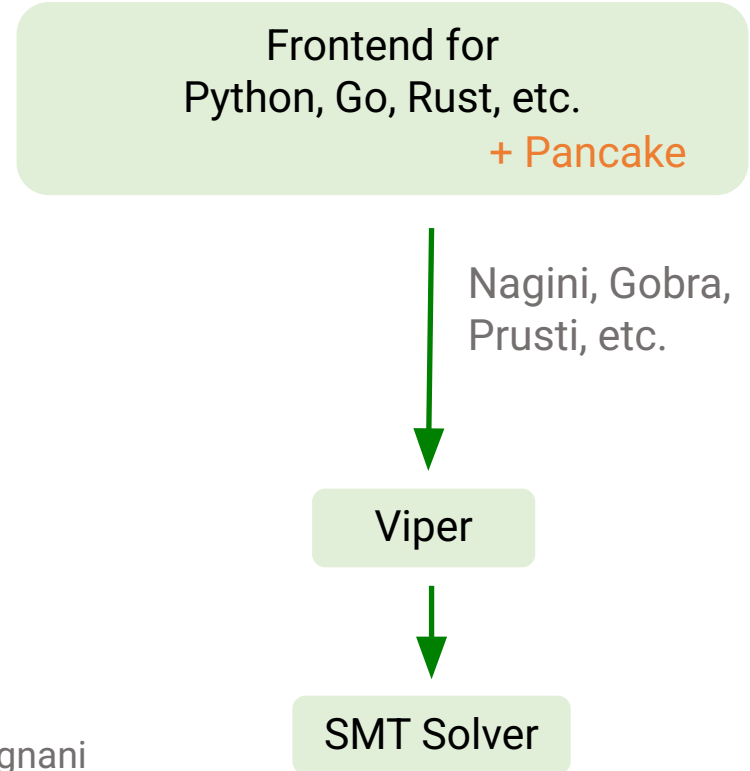 Frontend for
Python, Go, Rust, etc.
+ Pancake
Nagini, Gobra,
Prusti, etc.
Viper
SMT Solver